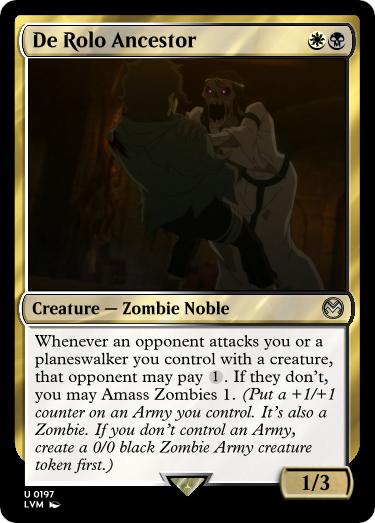 De Rolo Ancestor
Creature — Zombie Noble
Whenever an opponent attacks you or a
planeswalker you control with a creature,
that opponent may pay 1. If they don't,
you may Amass Zombies 1. (Put a +1/+1
counter on an Army you control. It's also a
Zombie. If you don't control an Army,
create a 0/0 black Zombie Army creature
token first.)
1/3
U 0197
LVM